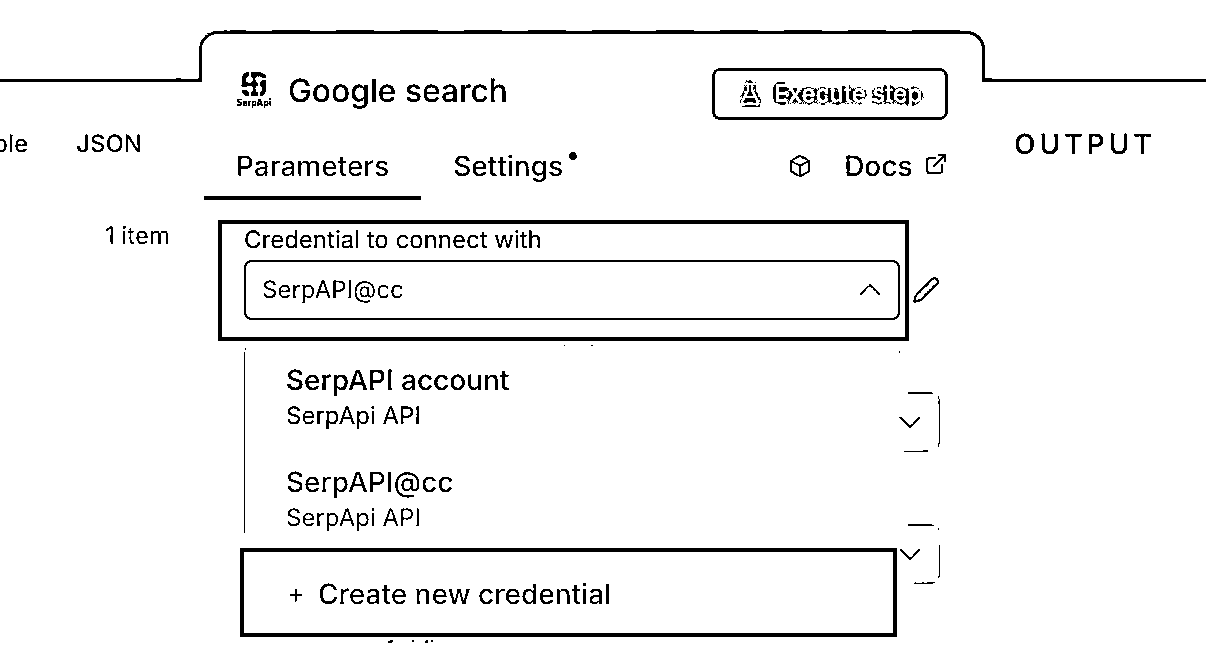 SerpApi
Google search
Execute step
ble
JSON
OUTPUT
Parameters
Settings
Docs
1 item
Credential to connect with
SerpAPI@cc
SerpAPI account
SerpApi API
SerpAPI@cc
SerpApi API
+ Create new credential